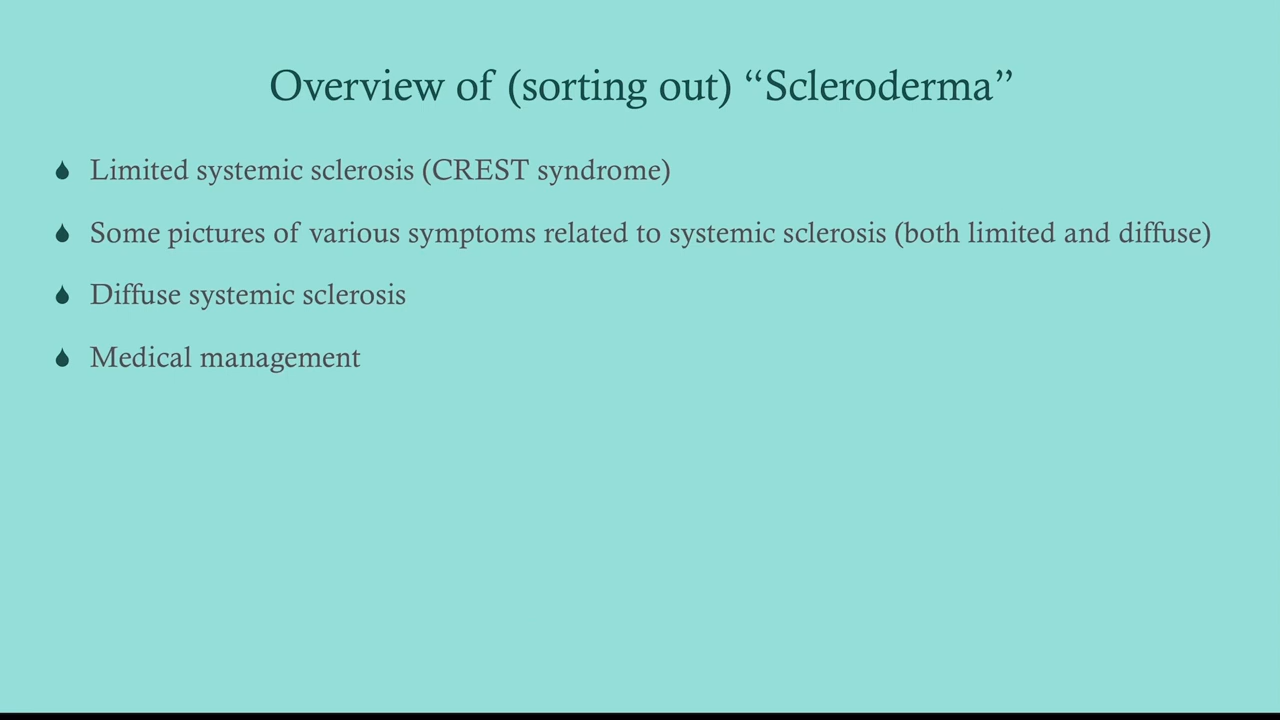 Overview of (sorting out) “Scleroderma”
Limited systemic sclerosis (CREST syndrome)
Some pictures of various symptoms related to systemic sclerosis (both limited and diffuse)
Diffuse systemic sclerosis
Medical management